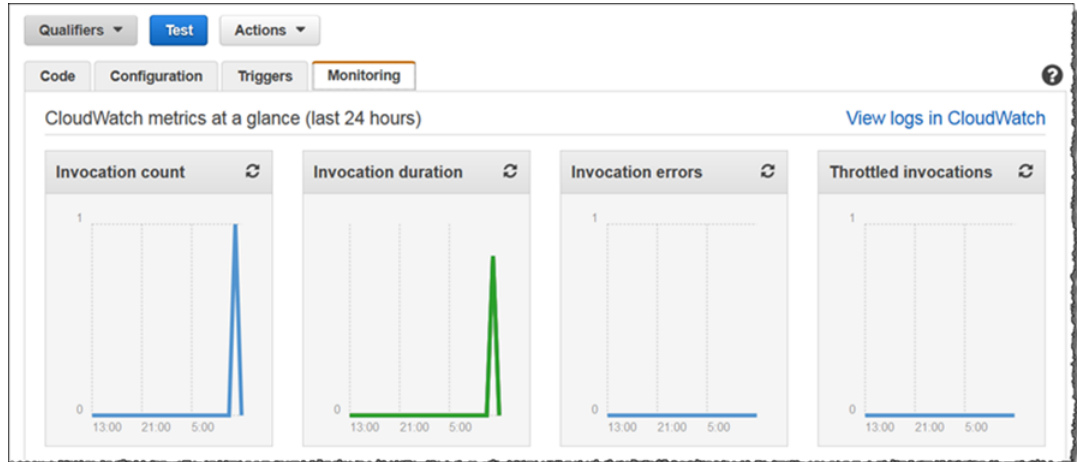 Qualifiers Test Actions
Code Configuration Triggers Monitoring ?
CloudWatch metrics at a glance (last 24 hours) View logs in CloudWatch
Invocation count Invocation duration Invocation errors Throttled invocations
1 1 1
0 0 0 0
13:00 21:00 5:00 13:00 21:00 5:00 13:00 21:00 5:00 13:00 21:00 5:00